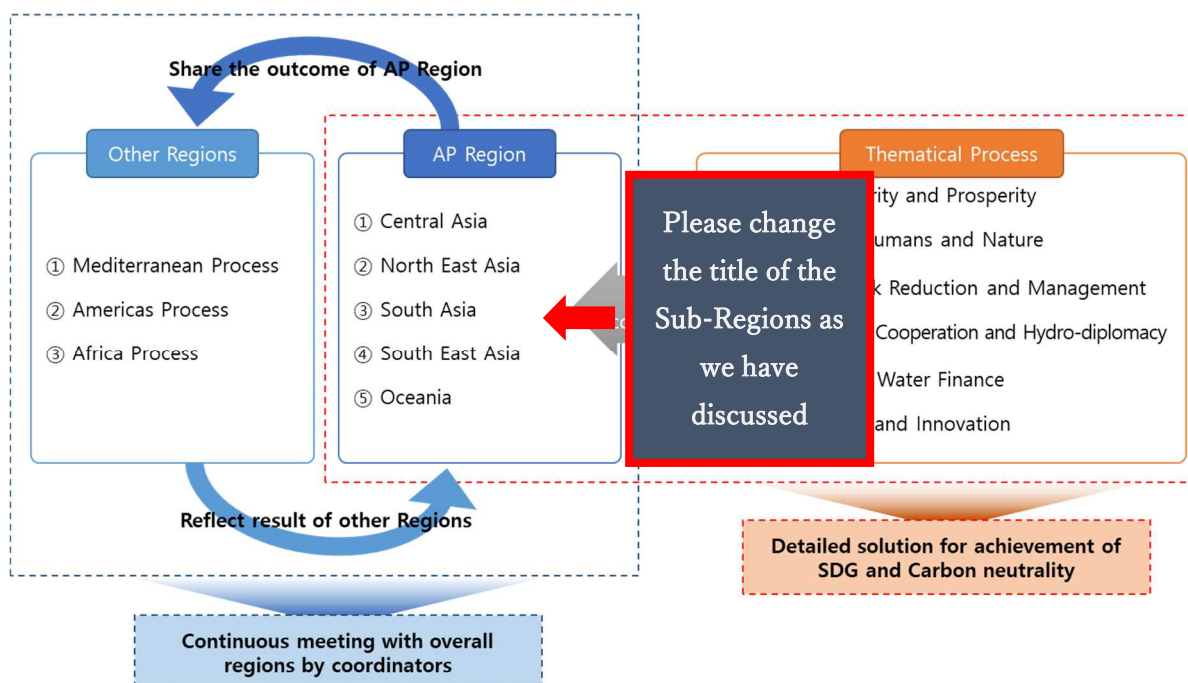 Share the outcome of AP Region
Other Regions
① Mediterranean Process
② Americas Process
③ Africa Process
AP Region
① Central Asia
② North East Asia
③ South Asia
④ South East Asia
⑤ Oceania
Please change
the title of the
Sub-Regions as
we have
discussed
Thematical Process
and Prosperity
and Nature
Reduction and Management
Cooperation and Hydro-diplomacy
Water Finance
and Innovation
Reflect result of other Regions
Detailed solution for achievement of
SDG and Carbon neutrality
Continuous meeting with overall
regions by coordinators